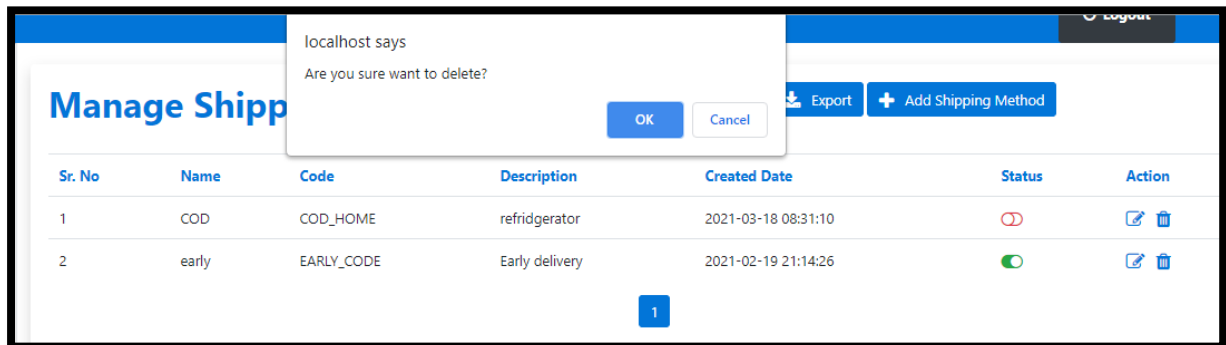 Logout
localhost says
Are you sure want to delete?
OK Cancel
Manage Shipp
Export Add Shipping Method
Sr. No Name Code Description Created Date Status Action
1 COD COD_HOME refridgerator 2021-03-18 08:31:10
2 early EARLY_CODE Early delivery 2021-02-19 21:14:26
1